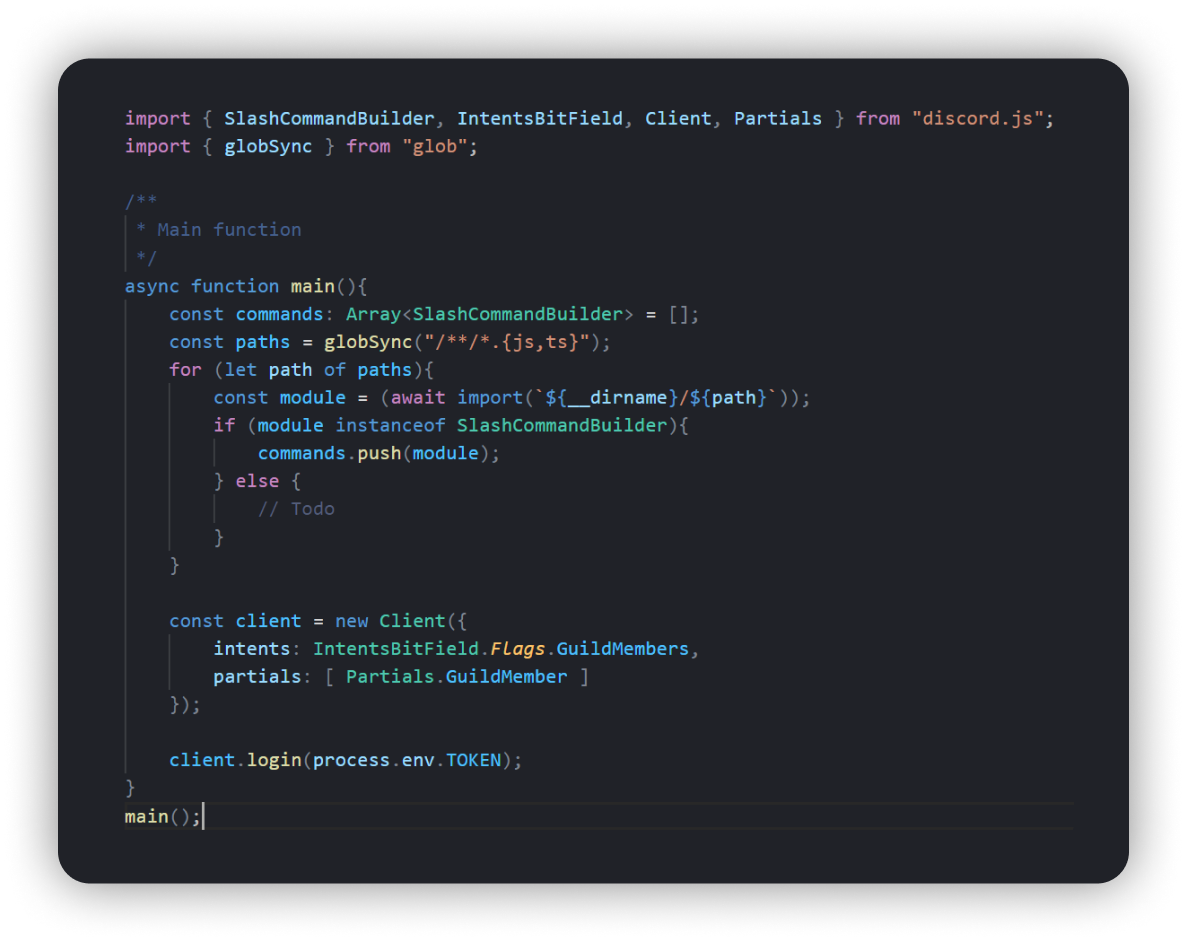 import { SlashCommandBuilder, IntentsBitField, Client, Partials } from "discord.js";
import { globSync } from "glob";

/**
 * Main function
 */
async function main(){
    const commands: Array<SlashCommandBuilder> = [];
    const paths = globSync("/**/*.{js,ts}");
    for (let path of paths){
        const module = (await import(`${__dirname}/${path}`));
        if (module instanceof SlashCommandBuilder){
            commands.push(module);
        } else {
            // Todo
        }
    }

    const client = new Client({
        intents: IntentsBitField.Flags.GuildMembers,
        partials: [ Partials.GuildMember ]
    });

    client.login(process.env.TOKEN);
}
main();